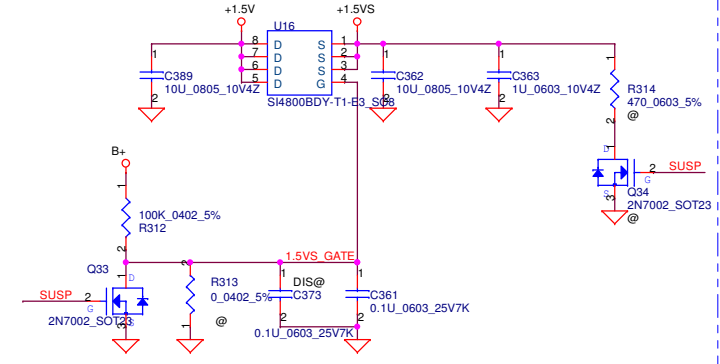 +1.5V
+1.5VS
U16
8 D S 1
7 D S 2
6 D S 3
5 D G 4
SI4800BDY-T1-E3_SO8
1
C389
10U_0805_10V4Z
2
1
C362
10U_0805_10V4Z
2
1
C363
1U_0603_10V4Z
2
1
R314
470_0603_5%
@
2
1
D
2 SUSP
G
S
3
Q34
2N7002_SOT23
@
B+
1
100K_0402_5%
R312
2
1.5VS_GATE
Q33
1
D
SUSP 2
G
S
3
2N7002_SOT23
2
R313
0_0402_5%
@
1
1
DIS@
C373
2
0.1U_0603_25V7K
1
C361
0.1U_0603_25V7K
2